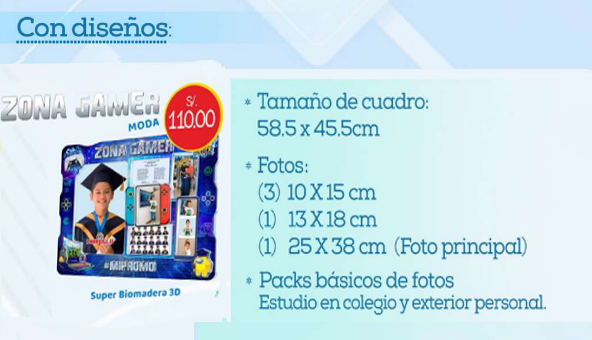 Con diseños:
ZONA GAMER
MODA
S/.
110.00
ZONA GAMER
#MIPROMO
Super Biomadera 3D
* Tamaño de cuadro:
58.5 x 45.5cm
* Fotos:
(3) 10 X 15 cm
(1) 13 X 18 cm
(1) 25 X 38 cm (Foto principal)
* Packs básicos de fotos
Estudio en colegio y exterior personal.